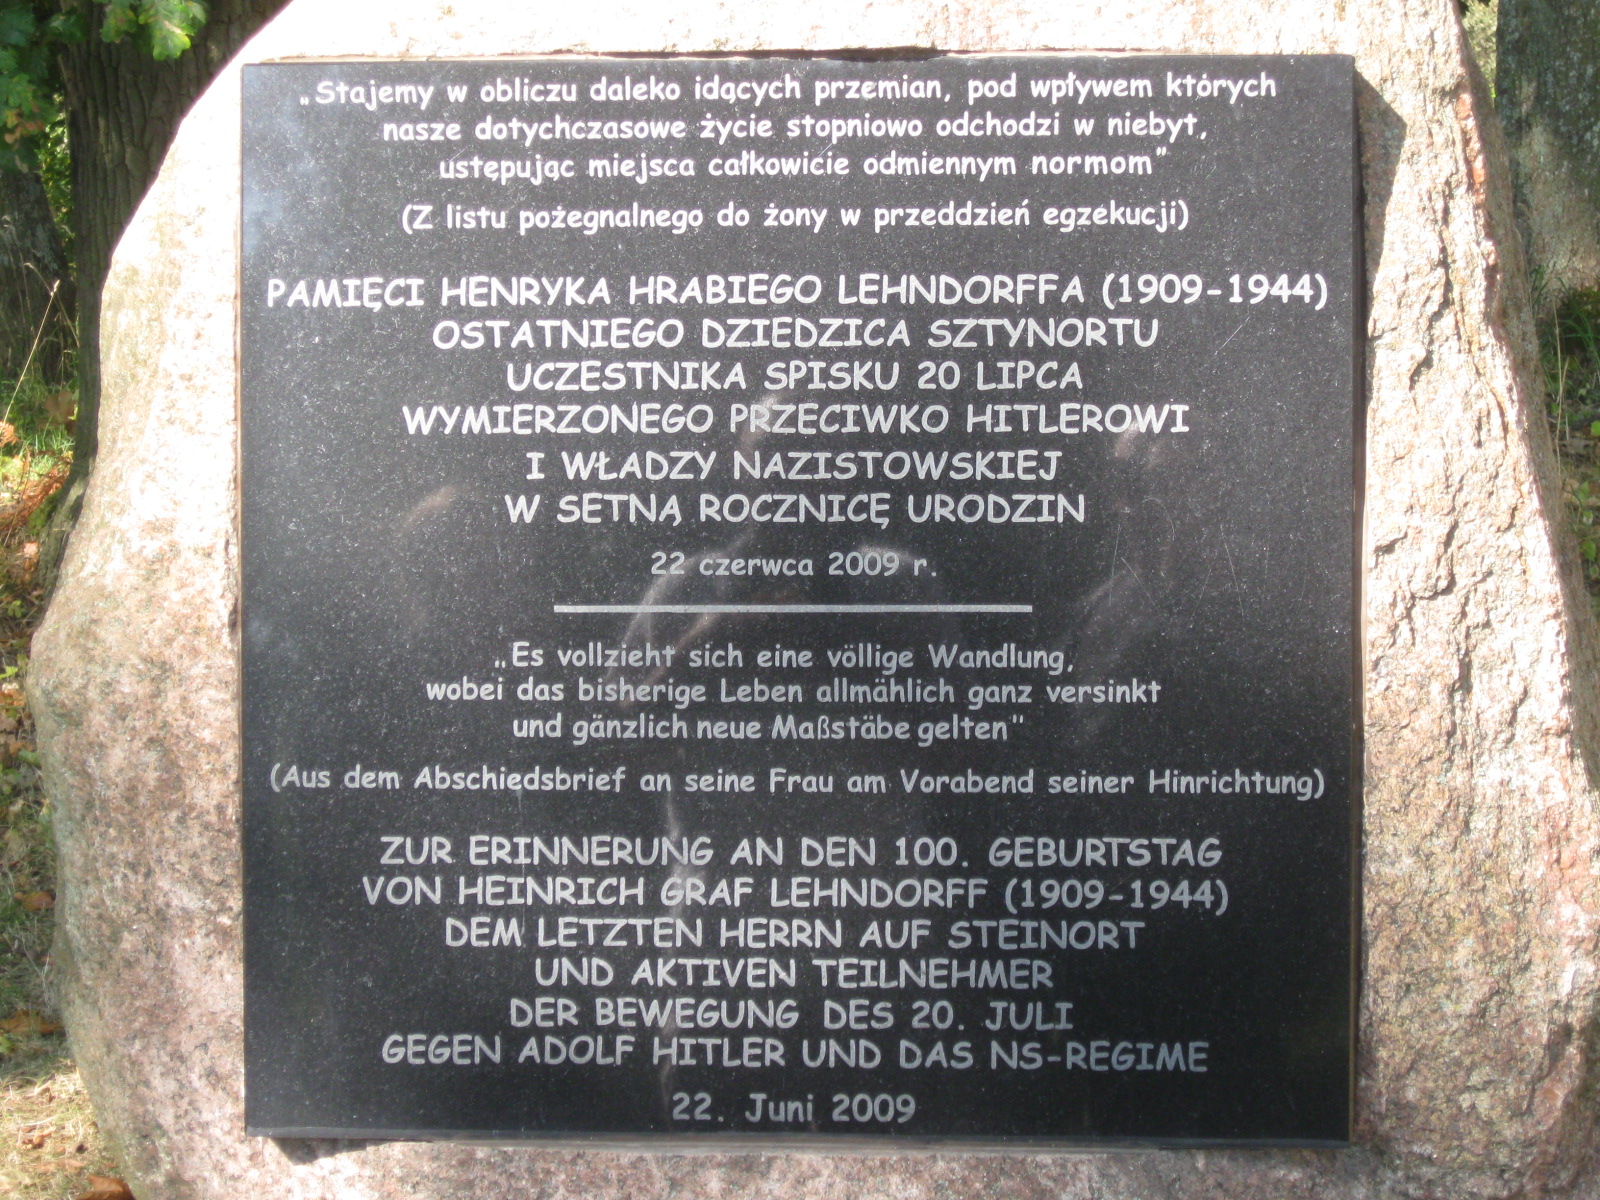 „Stajemy w obliczu daleko idących przemian, pod wpływem których
nasze dotychczasowe życie stopniowo odchodzi w niebyt,
ustępując miejsca całkowicie odmiennym normom”
(Z listu pożegnalnego do żony w przeddzień egzekucji)
PAMIĘCI HENRYKA HRABIEGO LEHNDORFFA (1909-1944)
OSTATNIEGO DZIEDZICA SZTYNORTU
UCZESTNIKA SPISKU 20 LIPCA
WYMIERZONEGO PRZECIWKO HITLEROWI
I WŁADZY NAZISTOWSKIEJ
W SETNĄ ROCZNICĘ URODZIN
22 czerwca 2009 r.
„Es vollzieht sich eine völlige Wandlung,
wobei das bisherige Leben allmählich ganz versinkt
und gänzlich neue Maßstäbe gelten"
(Aus dem Abschiedsbrief an seine Frau am Vorabend seiner Hinrichtung)
ZUR ERINNERUNG AN DEN 100. GEBURTSTAG
VON HEINRICH GRAF LEHNDORFF (1909-1944)
DEM LETZTEN HERRN AUF STEINORT
UND AKTIVEN TEILNEHMER
DER BEWEGUNG DES 20. JULI
GEGEN ADOLF HITLER UND DAS NS-REGIME
22. Juni 2009